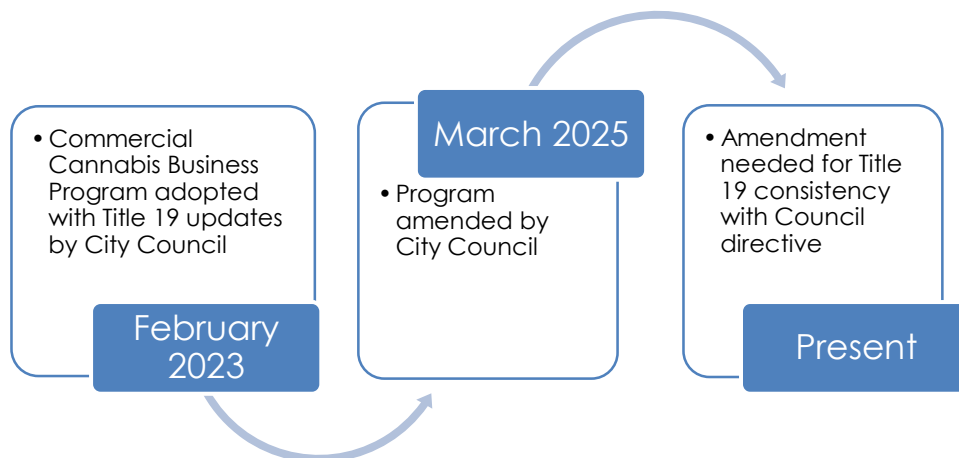 • Commercial
Cannabis Business
Program adopted
with Title 19 updates
by City Council
February
2023
March 2025
• Program
amended by
City Council
• Amendment
needed for Title
19 consistency
with Council
directive
Present